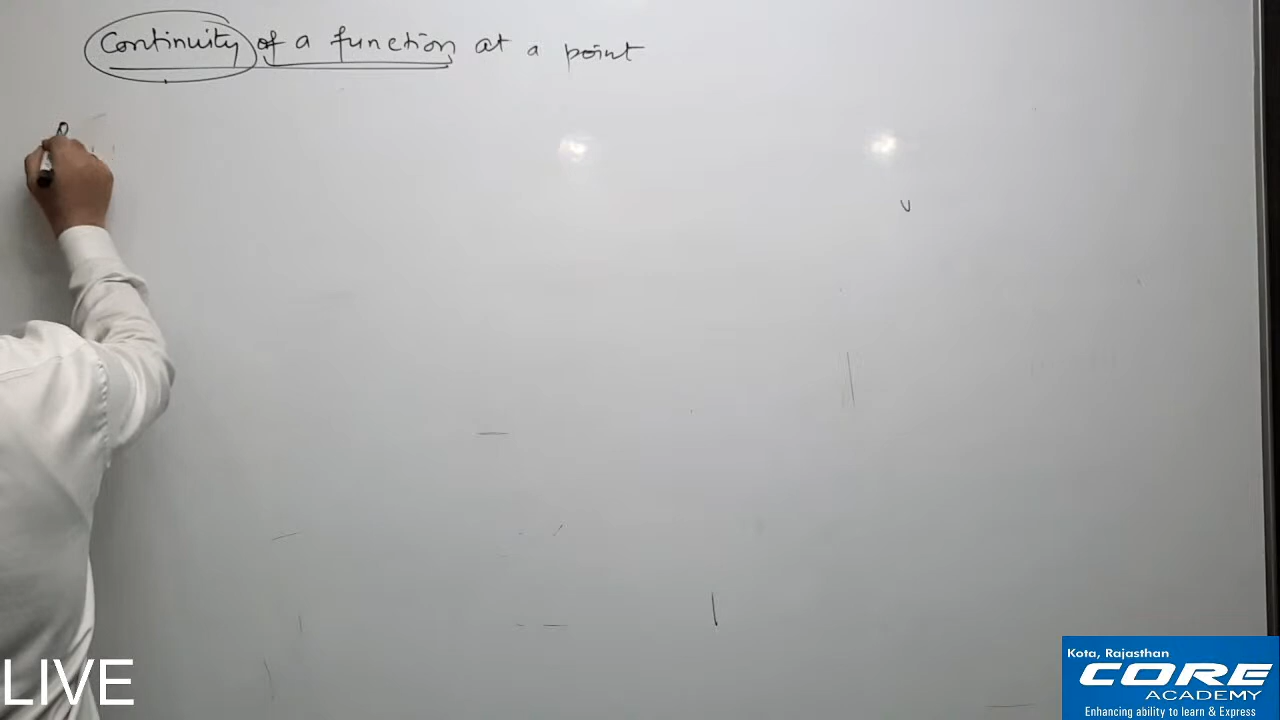 Continuity of a function at a point
LIVE
Kota, Rajasthan
CORE
ACADEMY
Enhancing ability to learn & Express